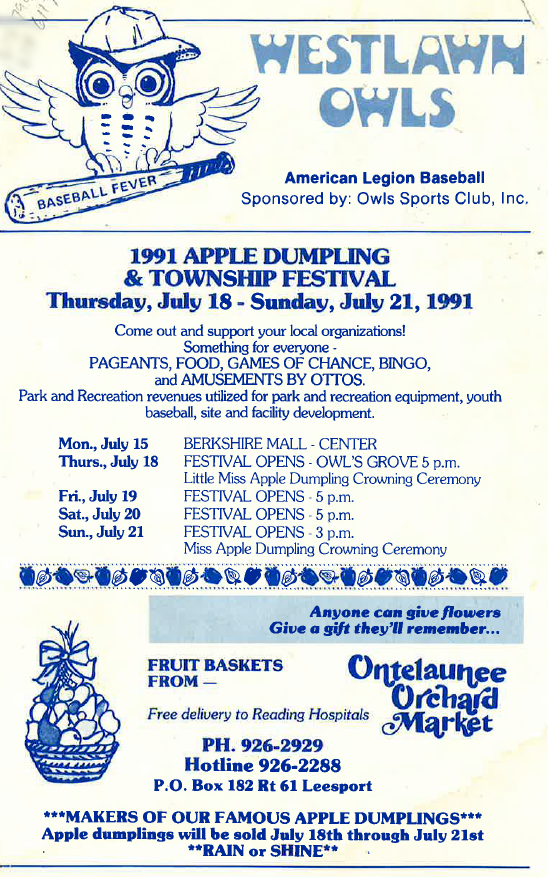 WESTLAWN
OWLS
BASEBALL FEVER
American Legion Baseball
Sponsored by: Owls Sports Club, Inc.
1991 APPLE DUMPLING
& TOWNSHIP FESTIVAL
Thursday, July 18 - Sunday, July 21, 1991
Come out and support your local organizations!
Something for everyone -
PAGEANTS, FOOD, GAMES OF CHANCE, BINGO,
and AMUSEMENTS BY OTTOS.
Park and Recreation revenues utilized for park and recreation equipment, youth
baseball, site and facility development.
Mon., July 15 BERKSHIRE MALL - CENTER
Thurs., July 18 FESTIVAL OPENS - OWL'S GROVE 5 p.m.
Little Miss Apple Dumpling Crowning Ceremony
Fri., July 19 FESTIVAL OPENS - 5 p.m.
Sat., July 20 FESTIVAL OPENS - 5 p.m.
Sun., July 21 FESTIVAL OPENS - 3 p.m.
Miss Apple Dumpling Crowning Ceremony
Anyone can give flowers
Give a gift they'll remember...
FRUIT BASKETS
FROM —
Ontelaunee
Orchard
Market
Free delivery to Reading Hospitals
PH. 926-2929
Hotline 926-2288
P.O. Box 182 Rt 61 Leesport
***MAKERS OF OUR FAMOUS APPLE DUMPLINGS***
Apple dumplings will be sold July 18th through July 21st
**RAIN or SHINE**